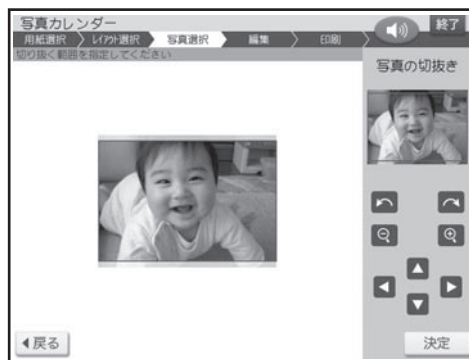 写真カレンダー
終了
用紙選択
レイアウト選択
写真選択
編集
印刷
切り抜く範囲を指定してください
写真の切抜き
戻る
決定